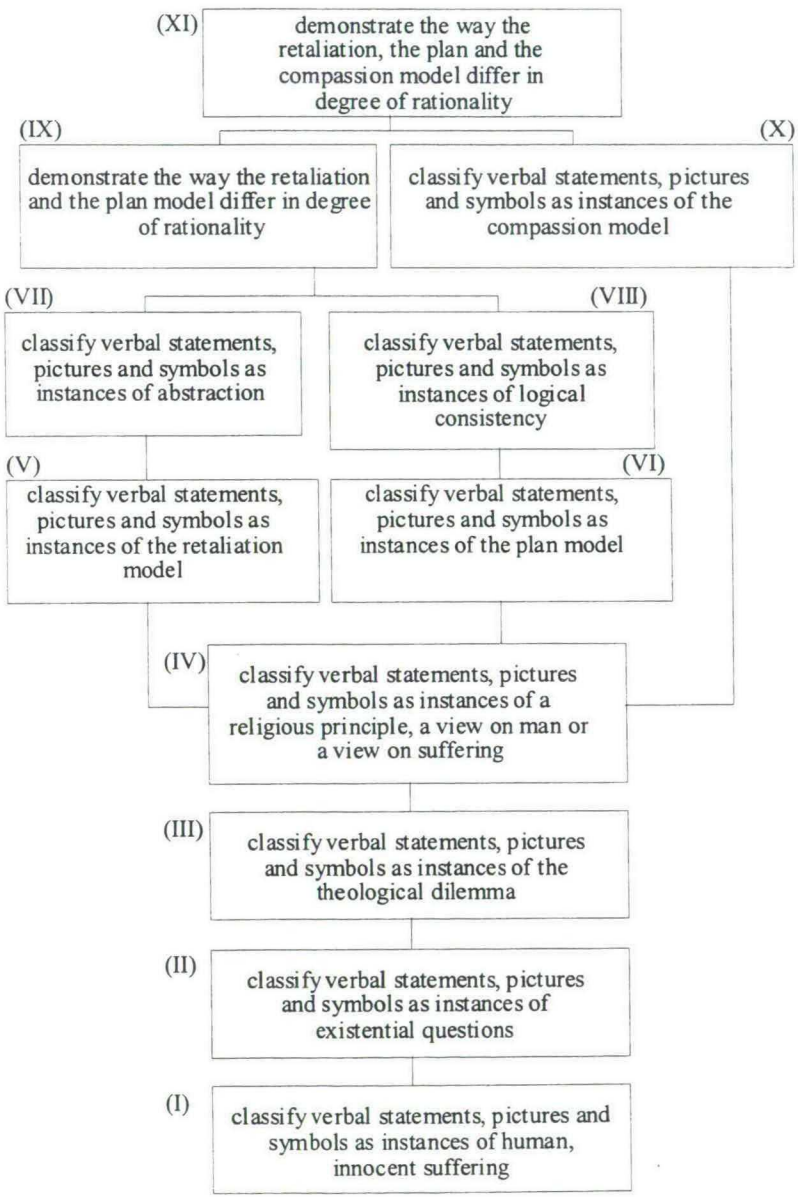 (XI)
demonstrate the way the
retaliation, the plan and the
compassion model differ in
degree of rationality
(IX)
demonstrate the way the retaliation
and the plan model differ in degree
of rationality
(X)
classify verbal statements, pictures
and symbols as instances of the
compassion model
(VII)
classify verbal statements,
pictures and symbols as
instances of abstraction
(VIII)
classify verbal statements,
pictures and symbols as
instances of logical
consistency
(V)
classify verbal statements,
pictures and symbols as
instances of the retaliation
model
(VI)
classify verbal statements,
pictures and symbols as
instances of the plan model
(IV)
classify verbal statements, pictures
and symbols as instances of a
religious principle, a view on man or
a view on suffering
(III)
classify verbal statements, pictures
and symbols as instances of the
theological dilemma
(II)
classify verbal statements, pictures
and symbols as instances of
existential questions
(I)
classify verbal statements, pictures and
symbols as instances of human,
innocent suffering